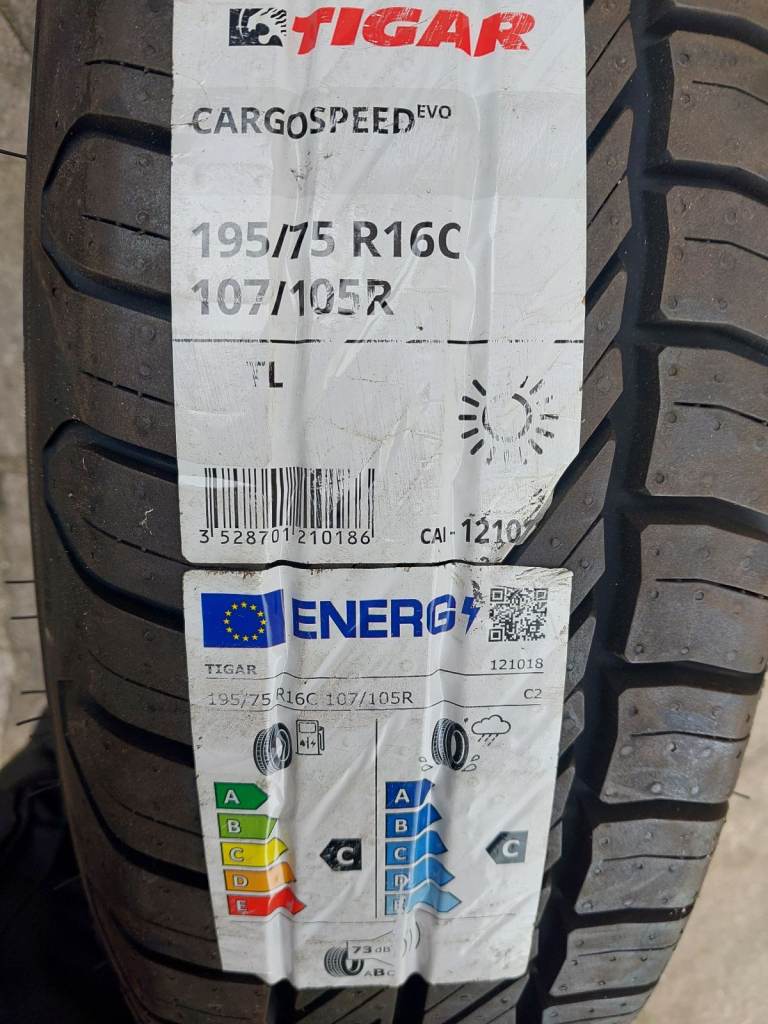 TIGAR
CARGOSPEED EVO
195/75 R16C
107/105R
TL
3 528701 210186
CAI - 12101
ENERG
TIGAR 121018
195/75 R16C 107/105R C2
A A
B B
C C C C
D D
E E
73 dB
ABC